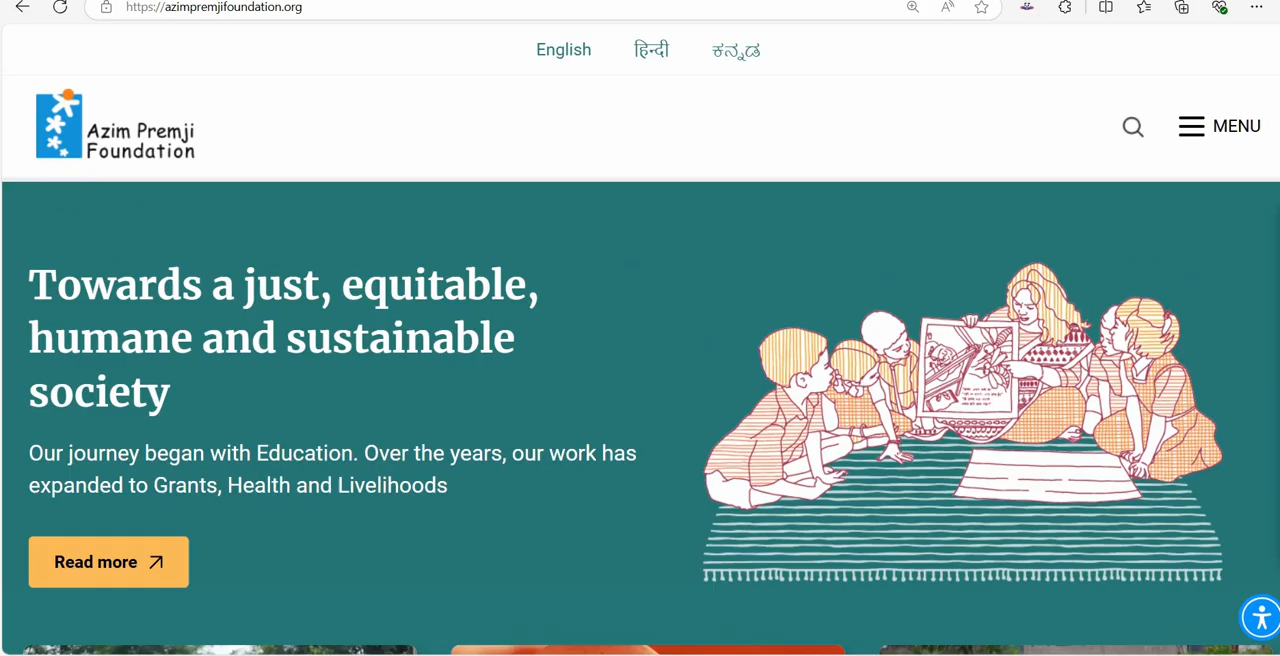 https://azimpremjifoundation.org
English हिन्दी ಕನ್ನಡ
Azim Premji
Foundation
MENU
Towards a just, equitable,
humane and sustainable
society
Our journey began with Education. Over the years, our work has
expanded to Grants, Health and Livelihoods
Read more